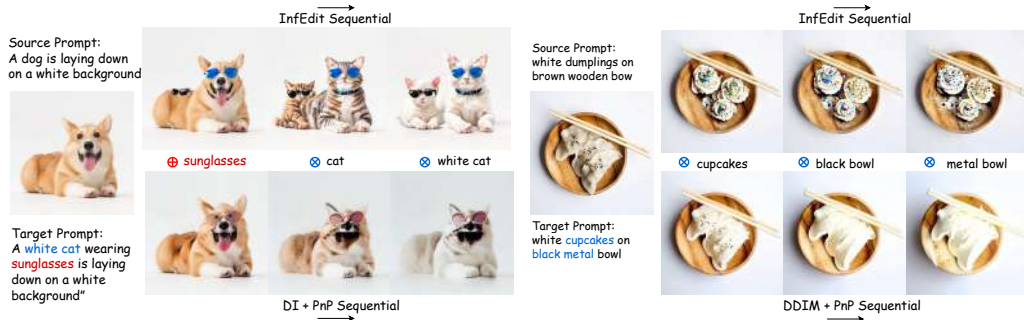 InfEdit Sequential
Source Prompt:
A dog is laying down
on a white background
⊕ sunglasses
⊗ cat
⊗ white cat
Target Prompt:
A white cat wearing
sunglasses is laying
down on a white
background”
DI + PnP Sequential
InfEdit Sequential
Source Prompt:
white dumplings on
brown wooden bow
⊗ cupcakes
⊗ black bowl
⊗ metal bowl
Target Prompt:
white cupcakes on
black metal bowl
DDIM + PnP Sequential